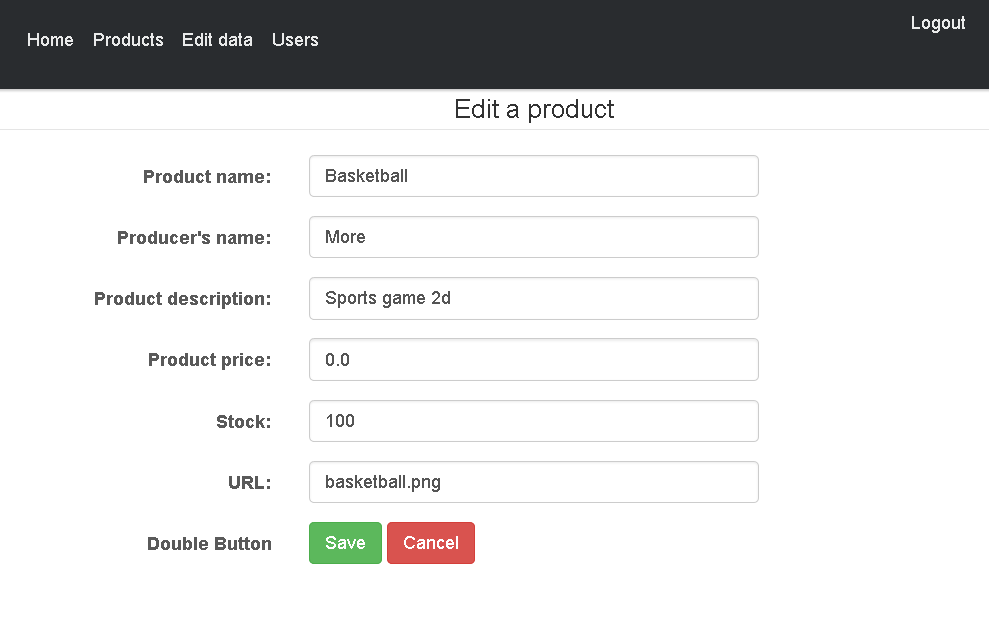 Home Products Edit data Users Logout
Edit a product
Product name: Basketball
Producer's name: More
Product description: Sports game 2d
Product price: 0.0
Stock: 100
URL: basketball.png
Double Button Save Cancel